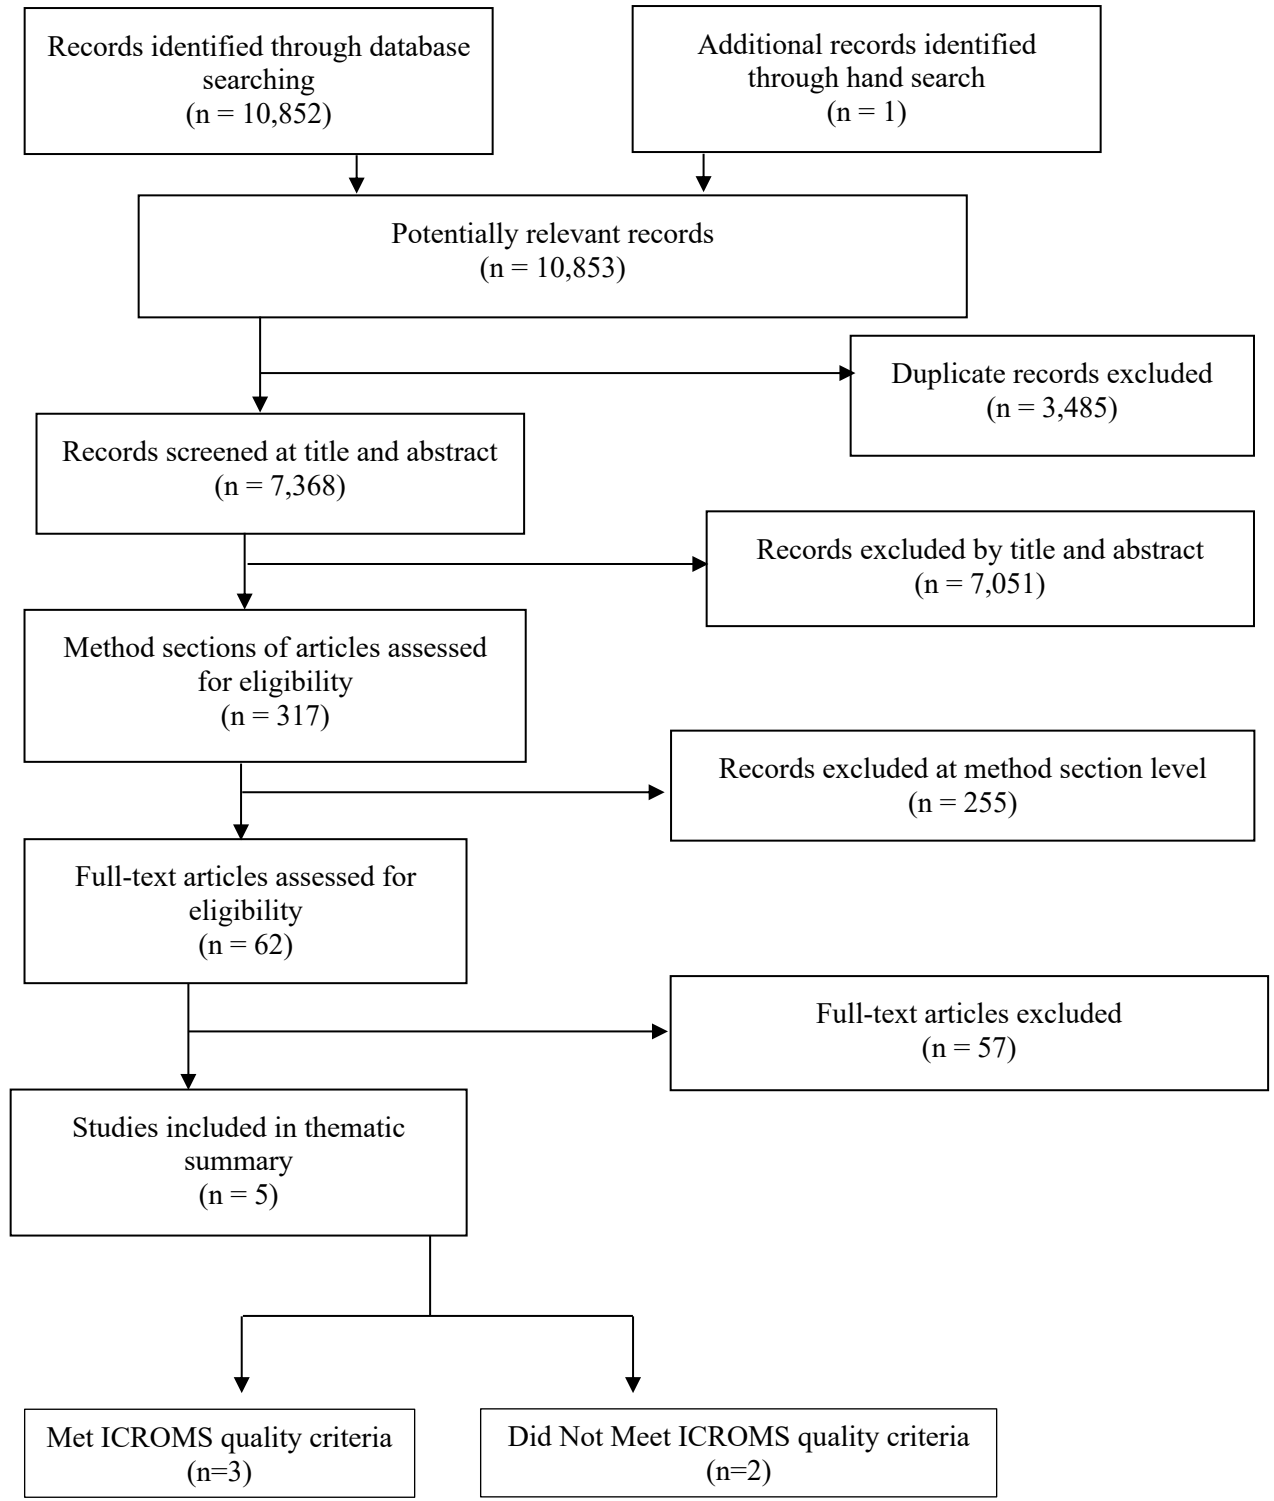 Records identified through database
searching
(n = 10,852)
Additional records identified
through hand search
(n = 1)
Potentially relevant records
(n = 10,853)
Duplicate records excluded
(n = 3,485)
Records screened at title and abstract
(n = 7,368)
Records excluded by title and abstract
(n = 7,051)
Method sections of articles assessed
for eligibility
(n = 317)
Records excluded at method section level
(n = 255)
Full-text articles assessed for
eligibility
(n = 62)
Full-text articles excluded
(n = 57)
Studies included in thematic
summary
(n = 5)
Met ICROMS quality criteria
(n=3)
Did Not Meet ICROMS quality criteria
(n=2)